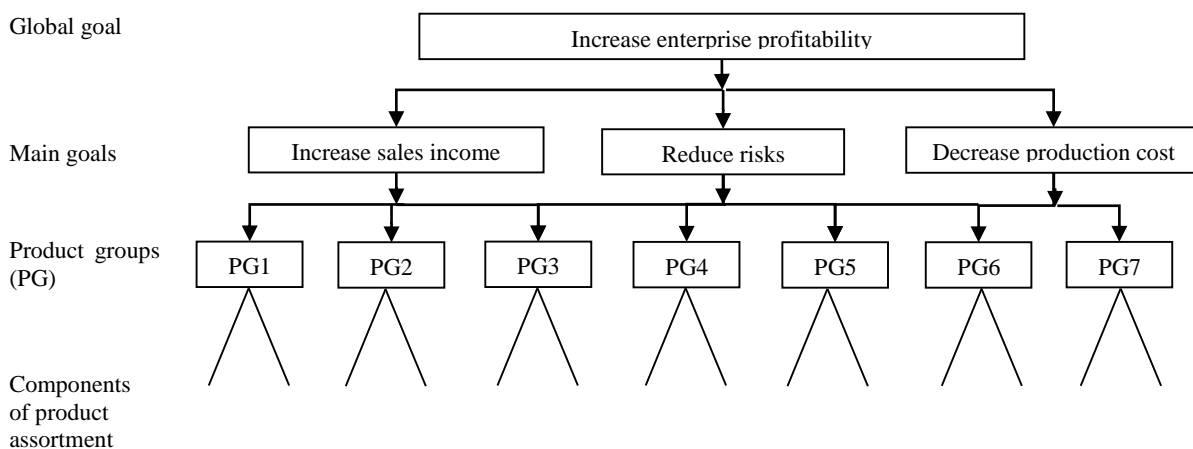 Global goal
Increase enterprise profitability
Main goals
Increase sales income
Reduce risks
Decrease production cost
Product groups
(PG)
PG1
PG2
PG3
PG4
PG5
PG6
PG7
Components
of product
assortment